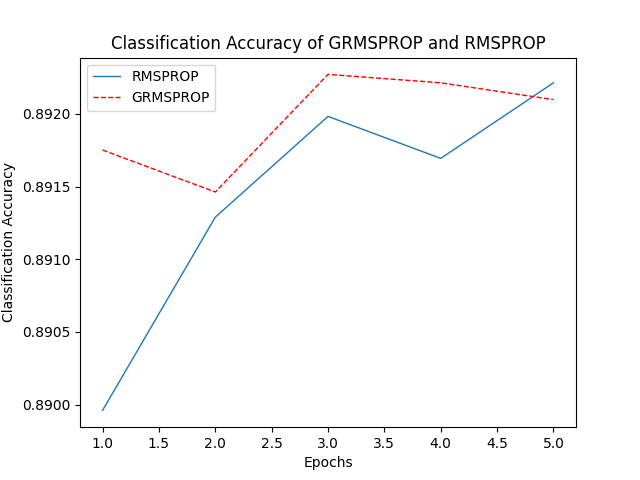 Classification Accuracy of GRMSPROP and RMSPROP
RMSPROP
GRMSPROP
Classification Accuracy
0.8920
0.8915
0.8910
0.8905
0.8900
1.0 1.5 2.0 2.5 3.0 3.5 4.0 4.5 5.0
Epochs